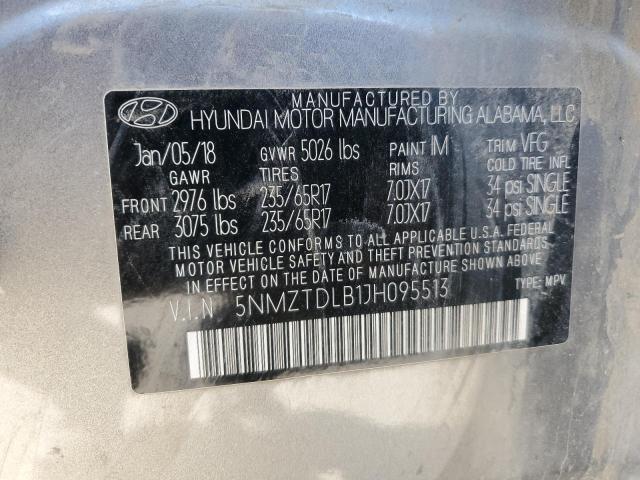 MANUFACTURED BY
HYUNDAI MOTOR MANUFACTURING ALABAMA, LLC
Jan/05/18 GVWR 5026 lbs PAINT IM TRIM VFG
GAWR TIRES RIMS COLD TIRE INFL
FRONT 2976 lbs 235/65R17 7.0JX17 34 psi SINGLE
REAR 3075 lbs 235/65R17 7.0JX17 34 psi SINGLE
THIS VEHICLE CONFORMS TO ALL APPLICABLE U.S.A. FEDERAL
MOTOR VEHICLE SAFETY AND THEFT PREVENTION STANDARDS
IN EFFECT ON THE DATE OF MANUFACTURE SHOWN ABOVE
V.I.N 5NMZTDLB1JH095513 TYPE: MPV